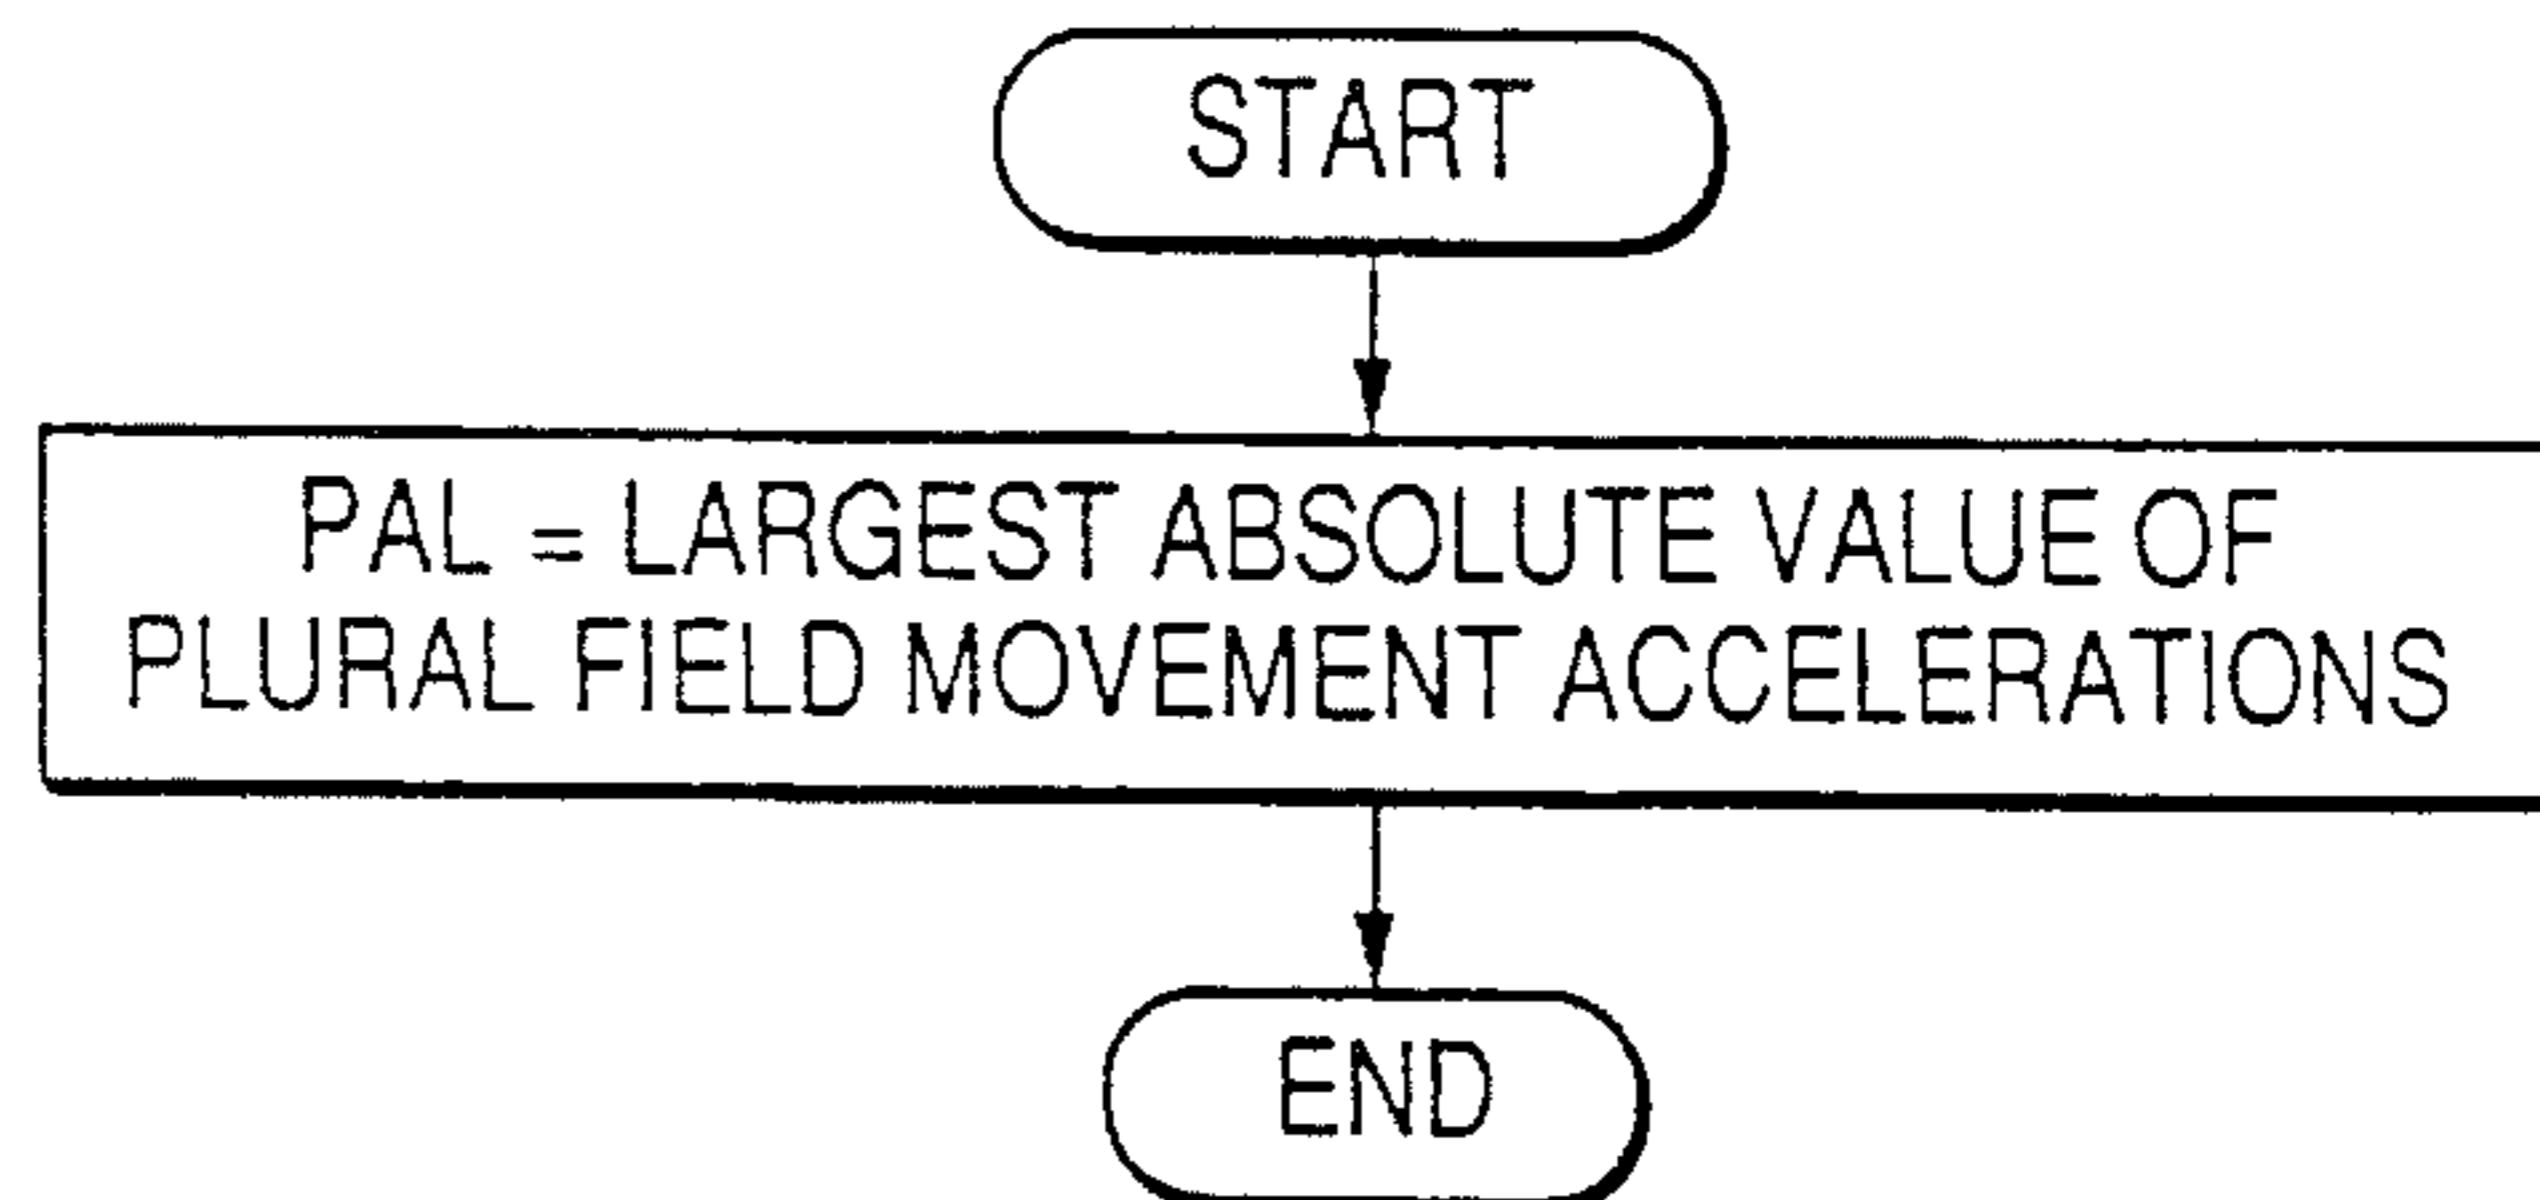 START
PAL = LARGEST ABSOLUTE VALUE OF
PLURAL FIELD MOVEMENT ACCELERATIONS
END